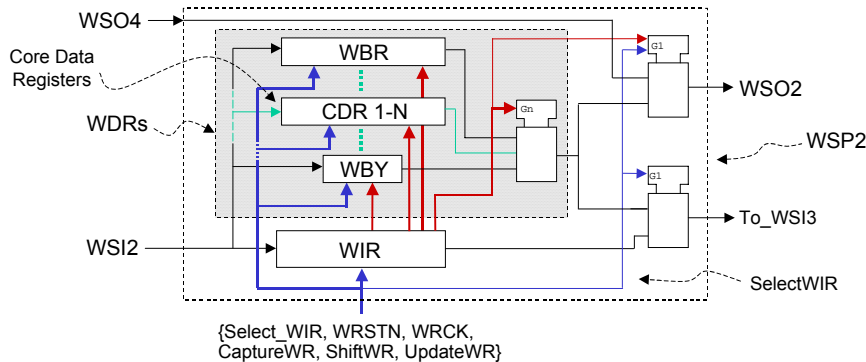 WSO4
WBR
G1
Core Data
Registers
CDR 1-N
Gn
WSO2
WDRs
WSP2
WBY
G1
To_WSI3
WSI2
WIR
SelectWIR
{Select_WIR, WRSTN, WRCK,
CaptureWR, ShiftWR, UpdateWR}